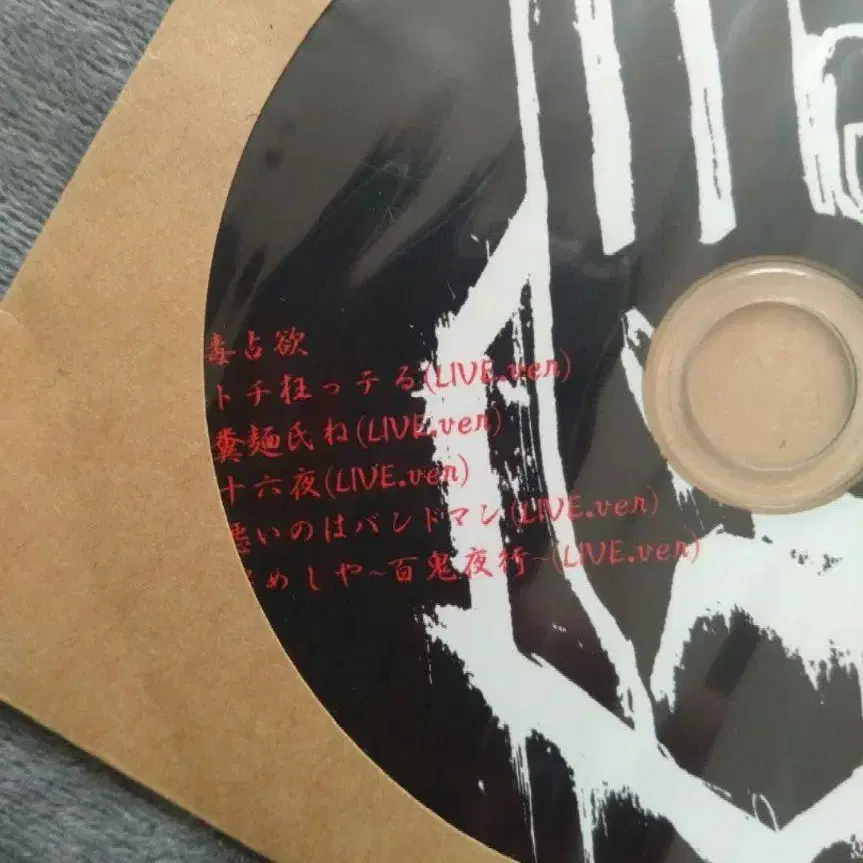 毒占欲
トチ狂ッテる(LIVE.ver)
糞麺氏ね(LIVE.ver)
十六夜(LIVE.ver)
悪いのはバンドマン(LIVE.ver)
めしや~百鬼夜行~(LIVE.ver)